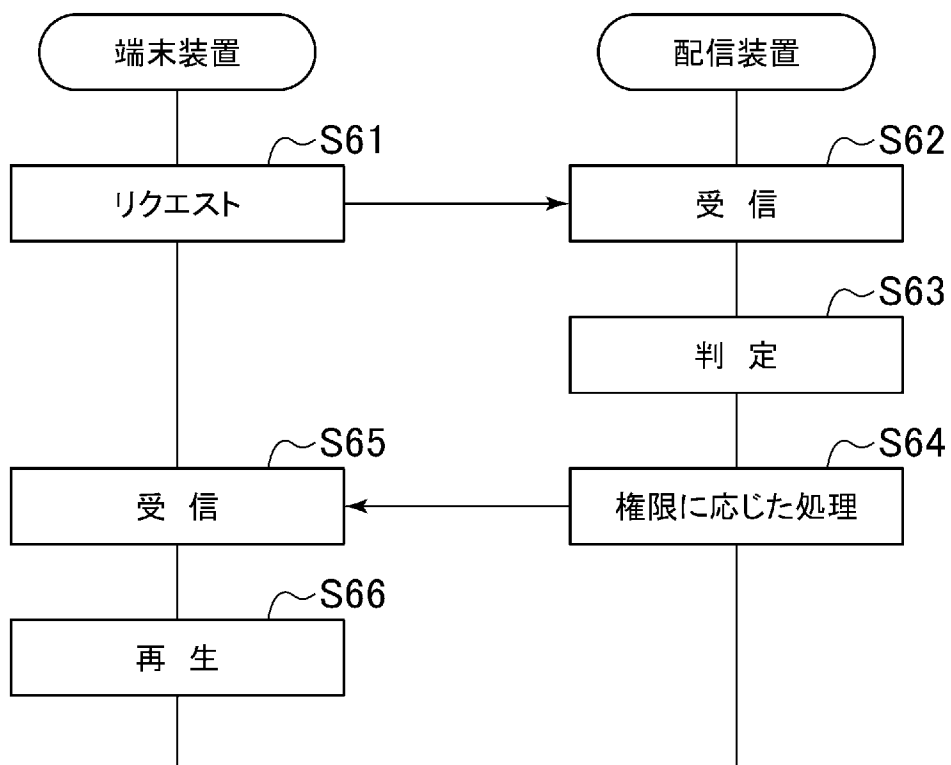 端末装置
配信装置
S61
S62
リクエスト
受 信
S63
判 定
S65
S64
受 信
権限に応じた処理
S66
再 生